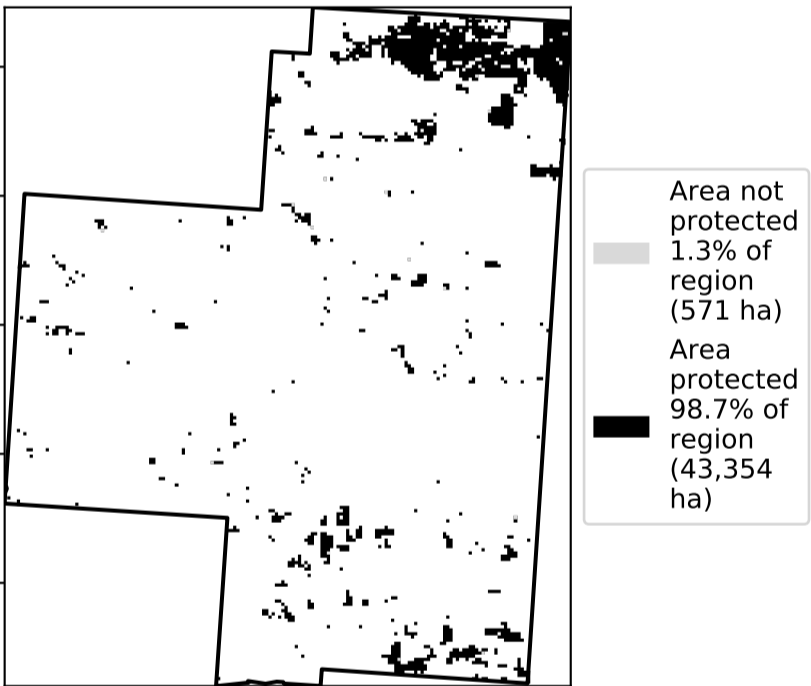 Area not
protected
1.3% of
region
(571 ha)
Area
protected
98.7% of
region
(43,354
ha)